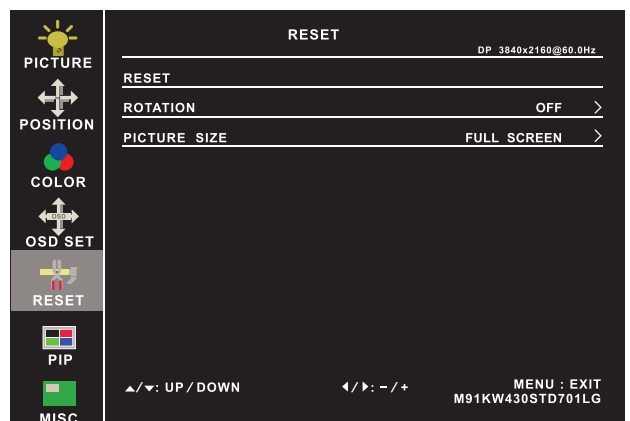 PICTURE
POSITION
COLOR
OSD
OSD SET
RESET
PIP
MISC
RESET
DP 3840x2160@60.0Hz
RESET
ROTATION OFF >
PICTURE SIZE FULL SCREEN >
▲/▼: UP / DOWN ◀/▶: - / + MENU : EXIT
M91KW430STD701LG